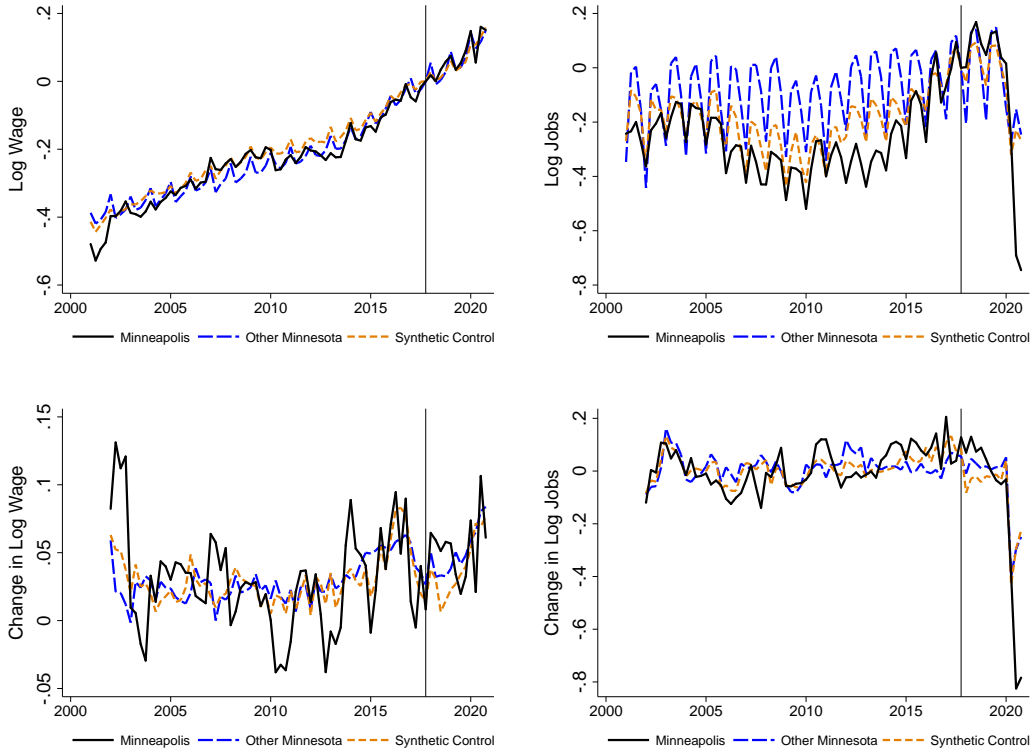 .2
0
-.2
-.4
-.6
Log Wage
2000 2005 2010 2015 2020
Minneapolis Other Minnesota Synthetic Control
.2
0
-.2
-.4
-.6
-.8
Log Jobs
2000 2005 2010 2015 2020
Minneapolis Other Minnesota Synthetic Control
.15
.1
.05
0
-.05
Change in Log Wage
2000 2005 2010 2015 2020
Minneapolis Other Minnesota Synthetic Control
.2
0
-.2
-.4
-.6
-.8
Change in Log Jobs
2000 2005 2010 2015 2020
Minneapolis Other Minnesota Synthetic Control